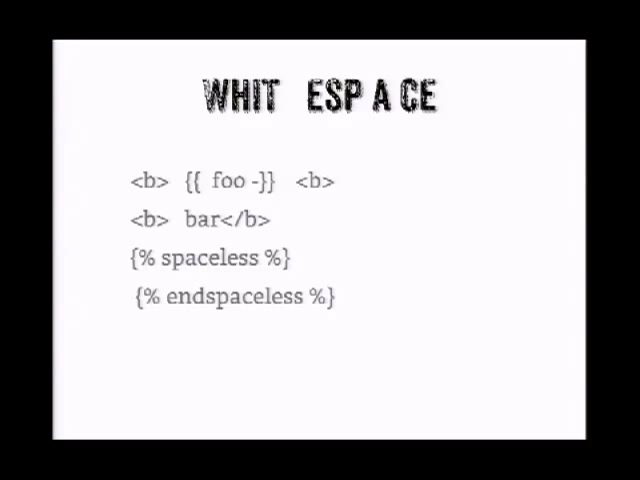 WHIT ESP A CE
<b> {{ foo -}} <b>
<b> bar</b>
{% spaceless %}
{% endspaceless %}